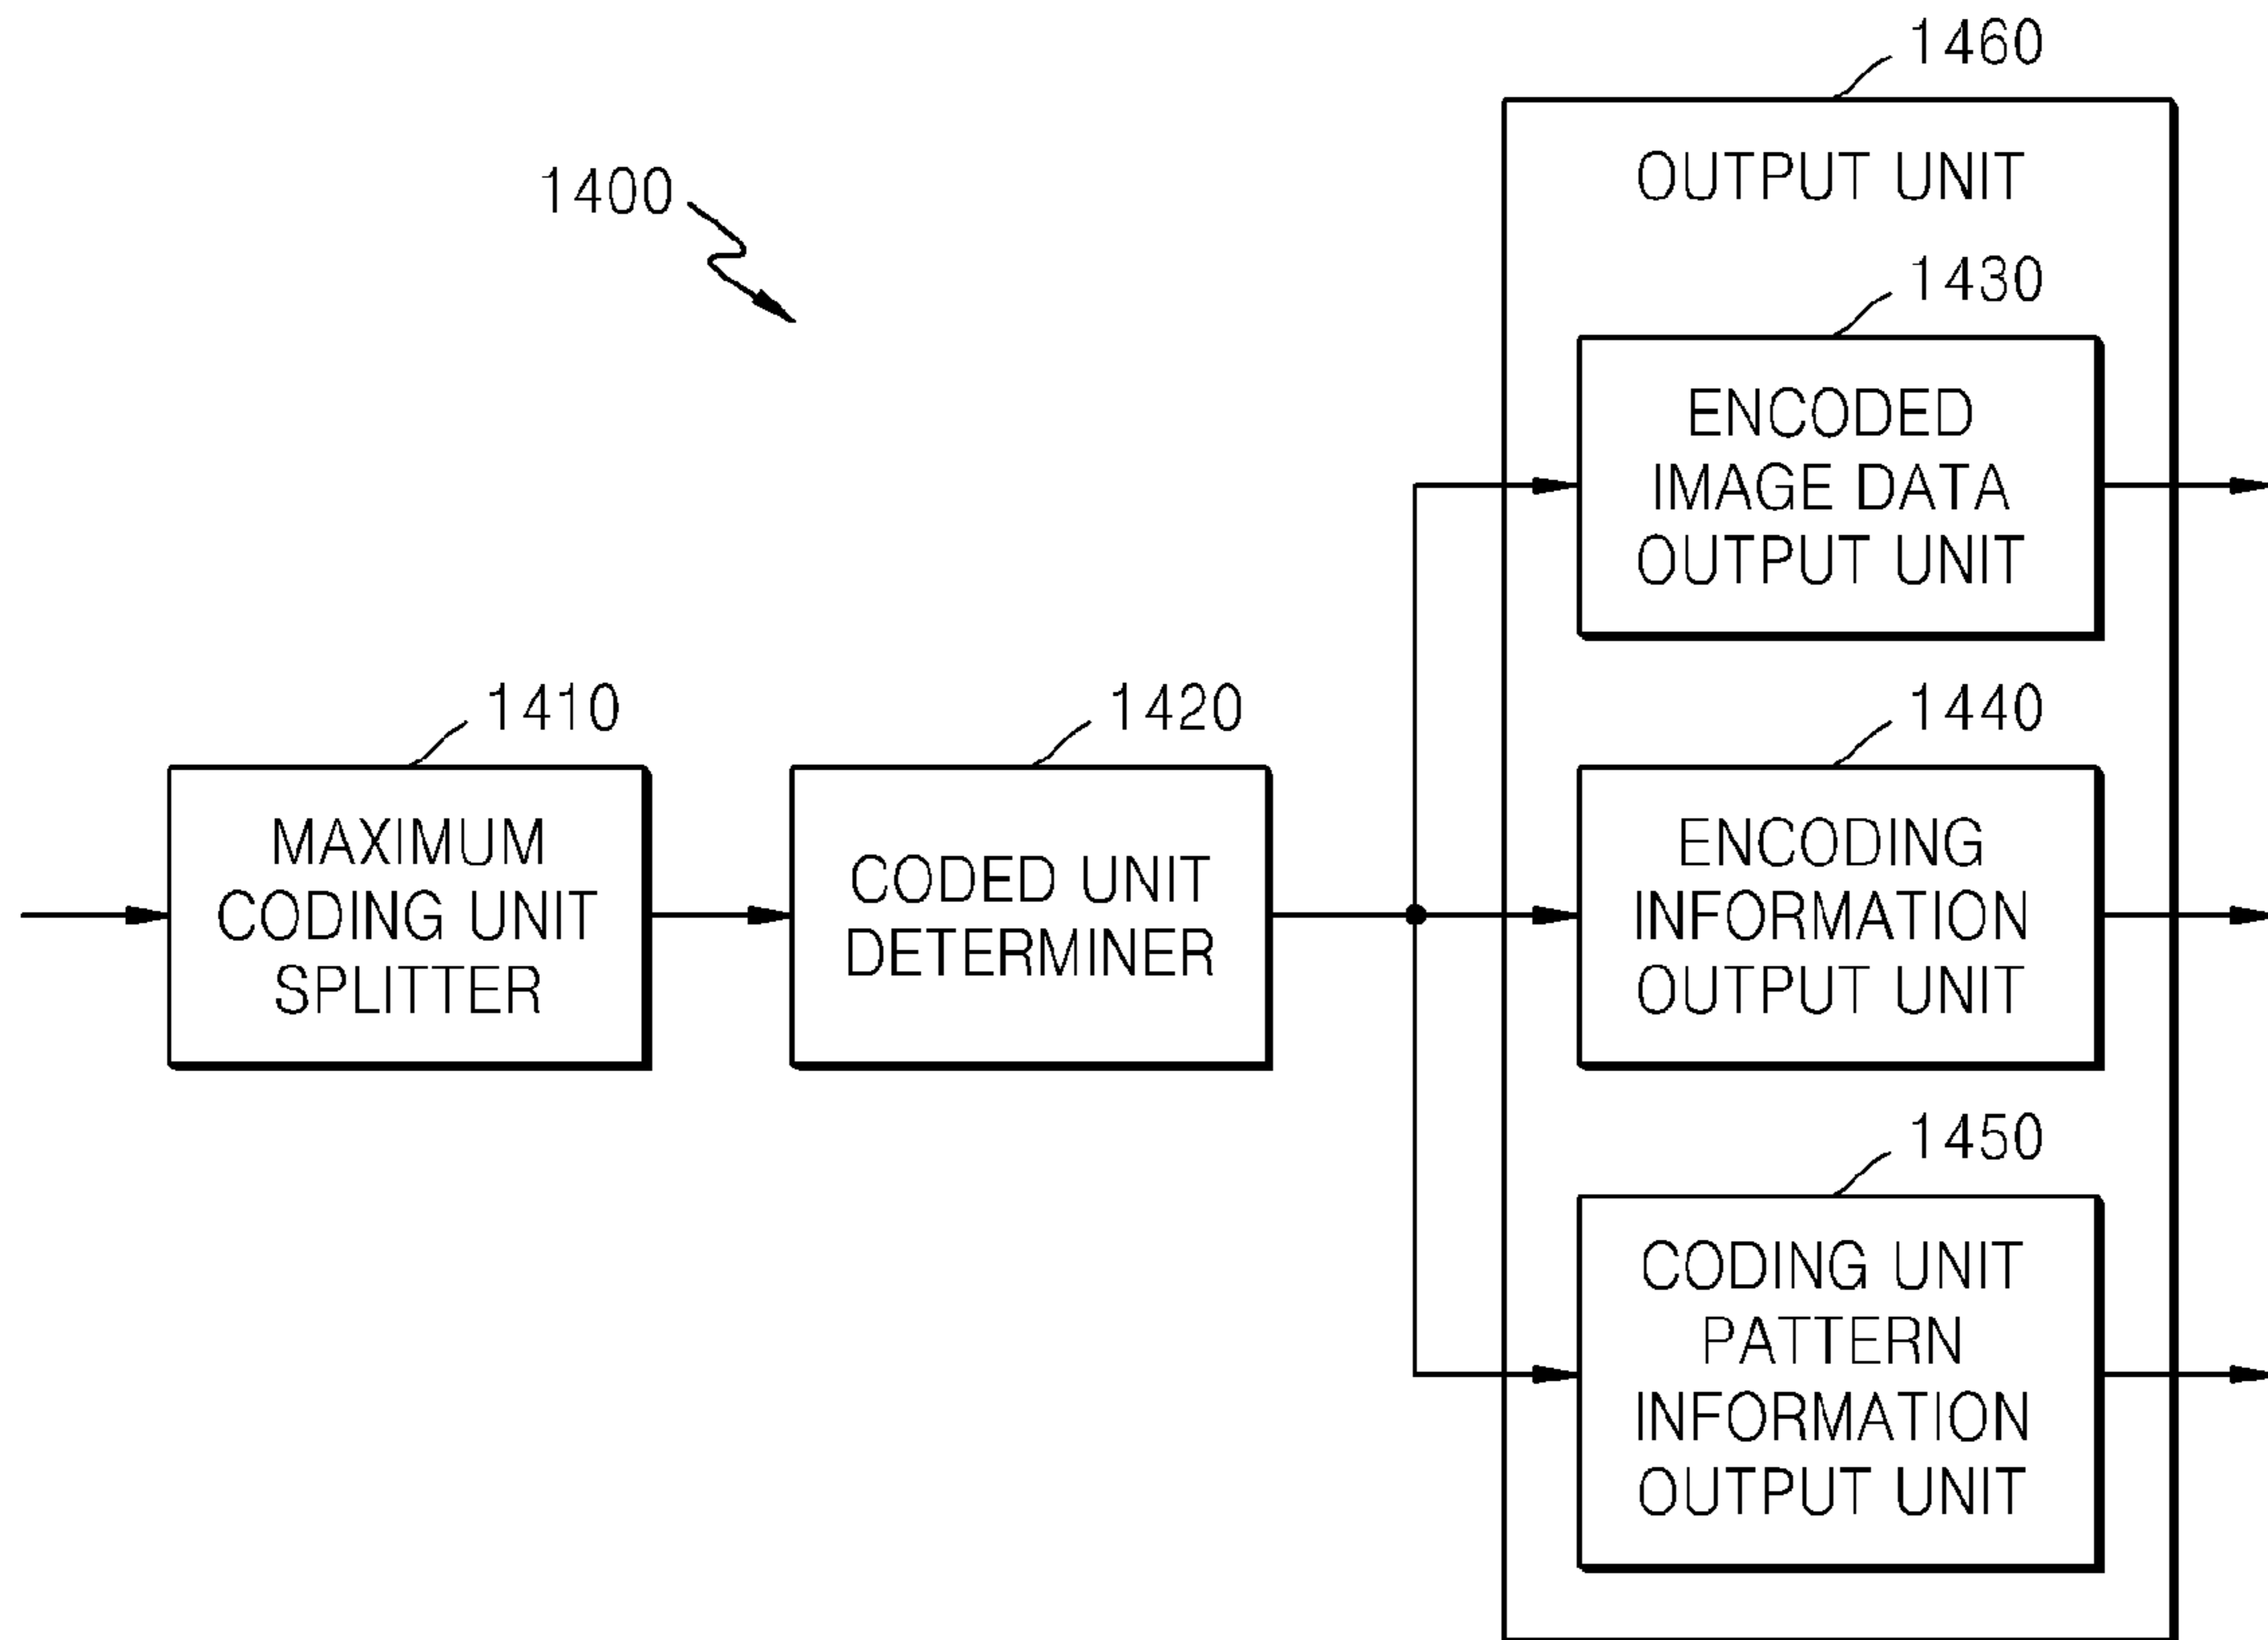 1460
OUTPUT UNIT
1400
1430
ENCODED
IMAGE DATA
OUTPUT UNIT
1410
MAXIMUM
CODING UNIT
SPLITTER
1420
CODED UNIT
DETERMINER
1440
ENCODING
INFORMATION
OUTPUT UNIT
1450
CODING UNIT
PATTERN
INFORMATION
OUTPUT UNIT